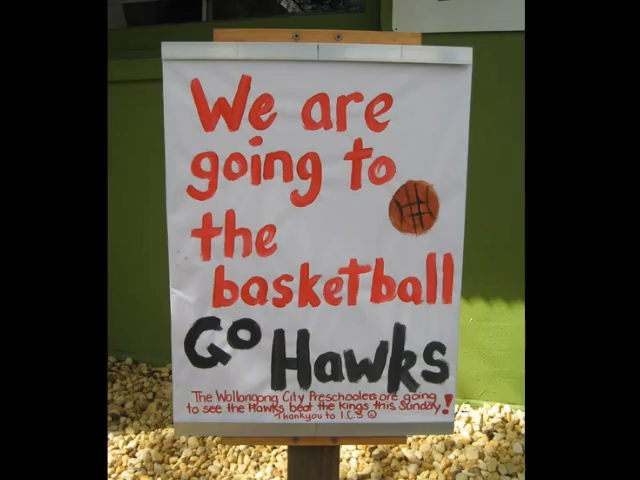 We are
going to
the
basketball
Go Hawks
The Wollongong City Preschoolers are going
to see the Hawks beat the Kings this Sunday!
Thankyou to I.C.S ☺